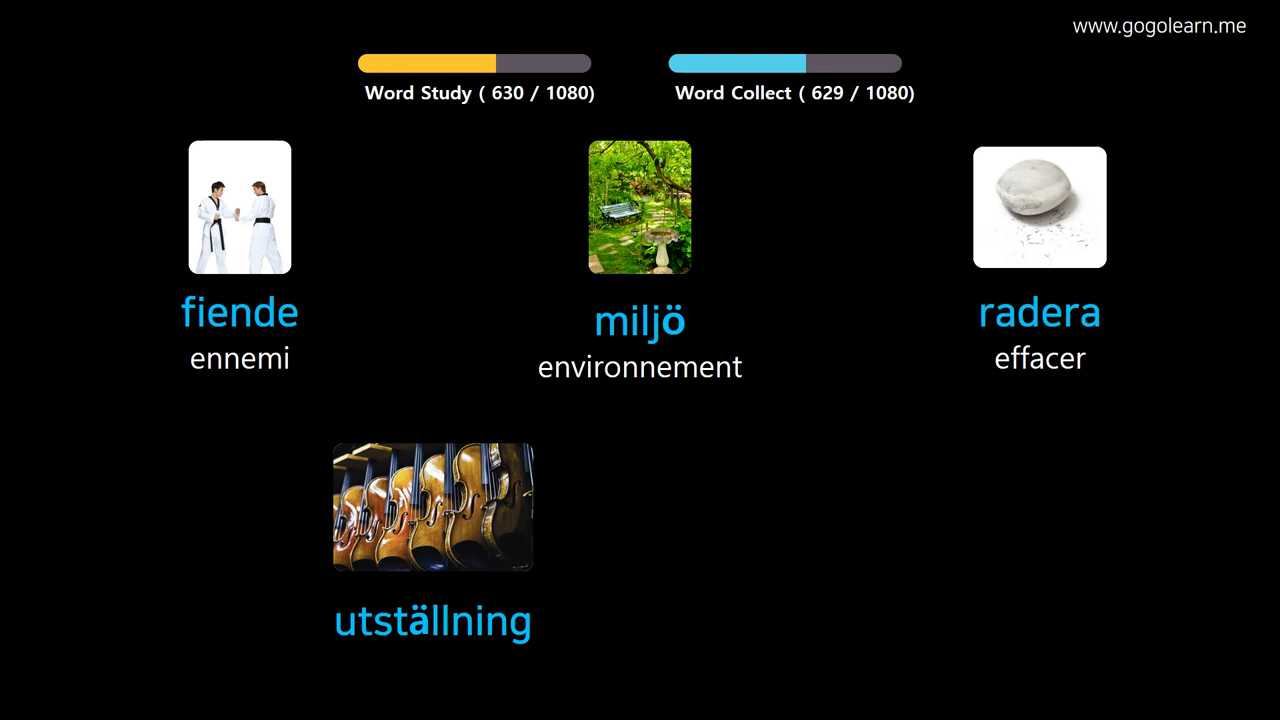 www.gogolearn.me
Word Study ( 630 / 1080)
Word Collect ( 629 / 1080)
fiende
ennemi
miljö
environnement
radera
effacer
utställning